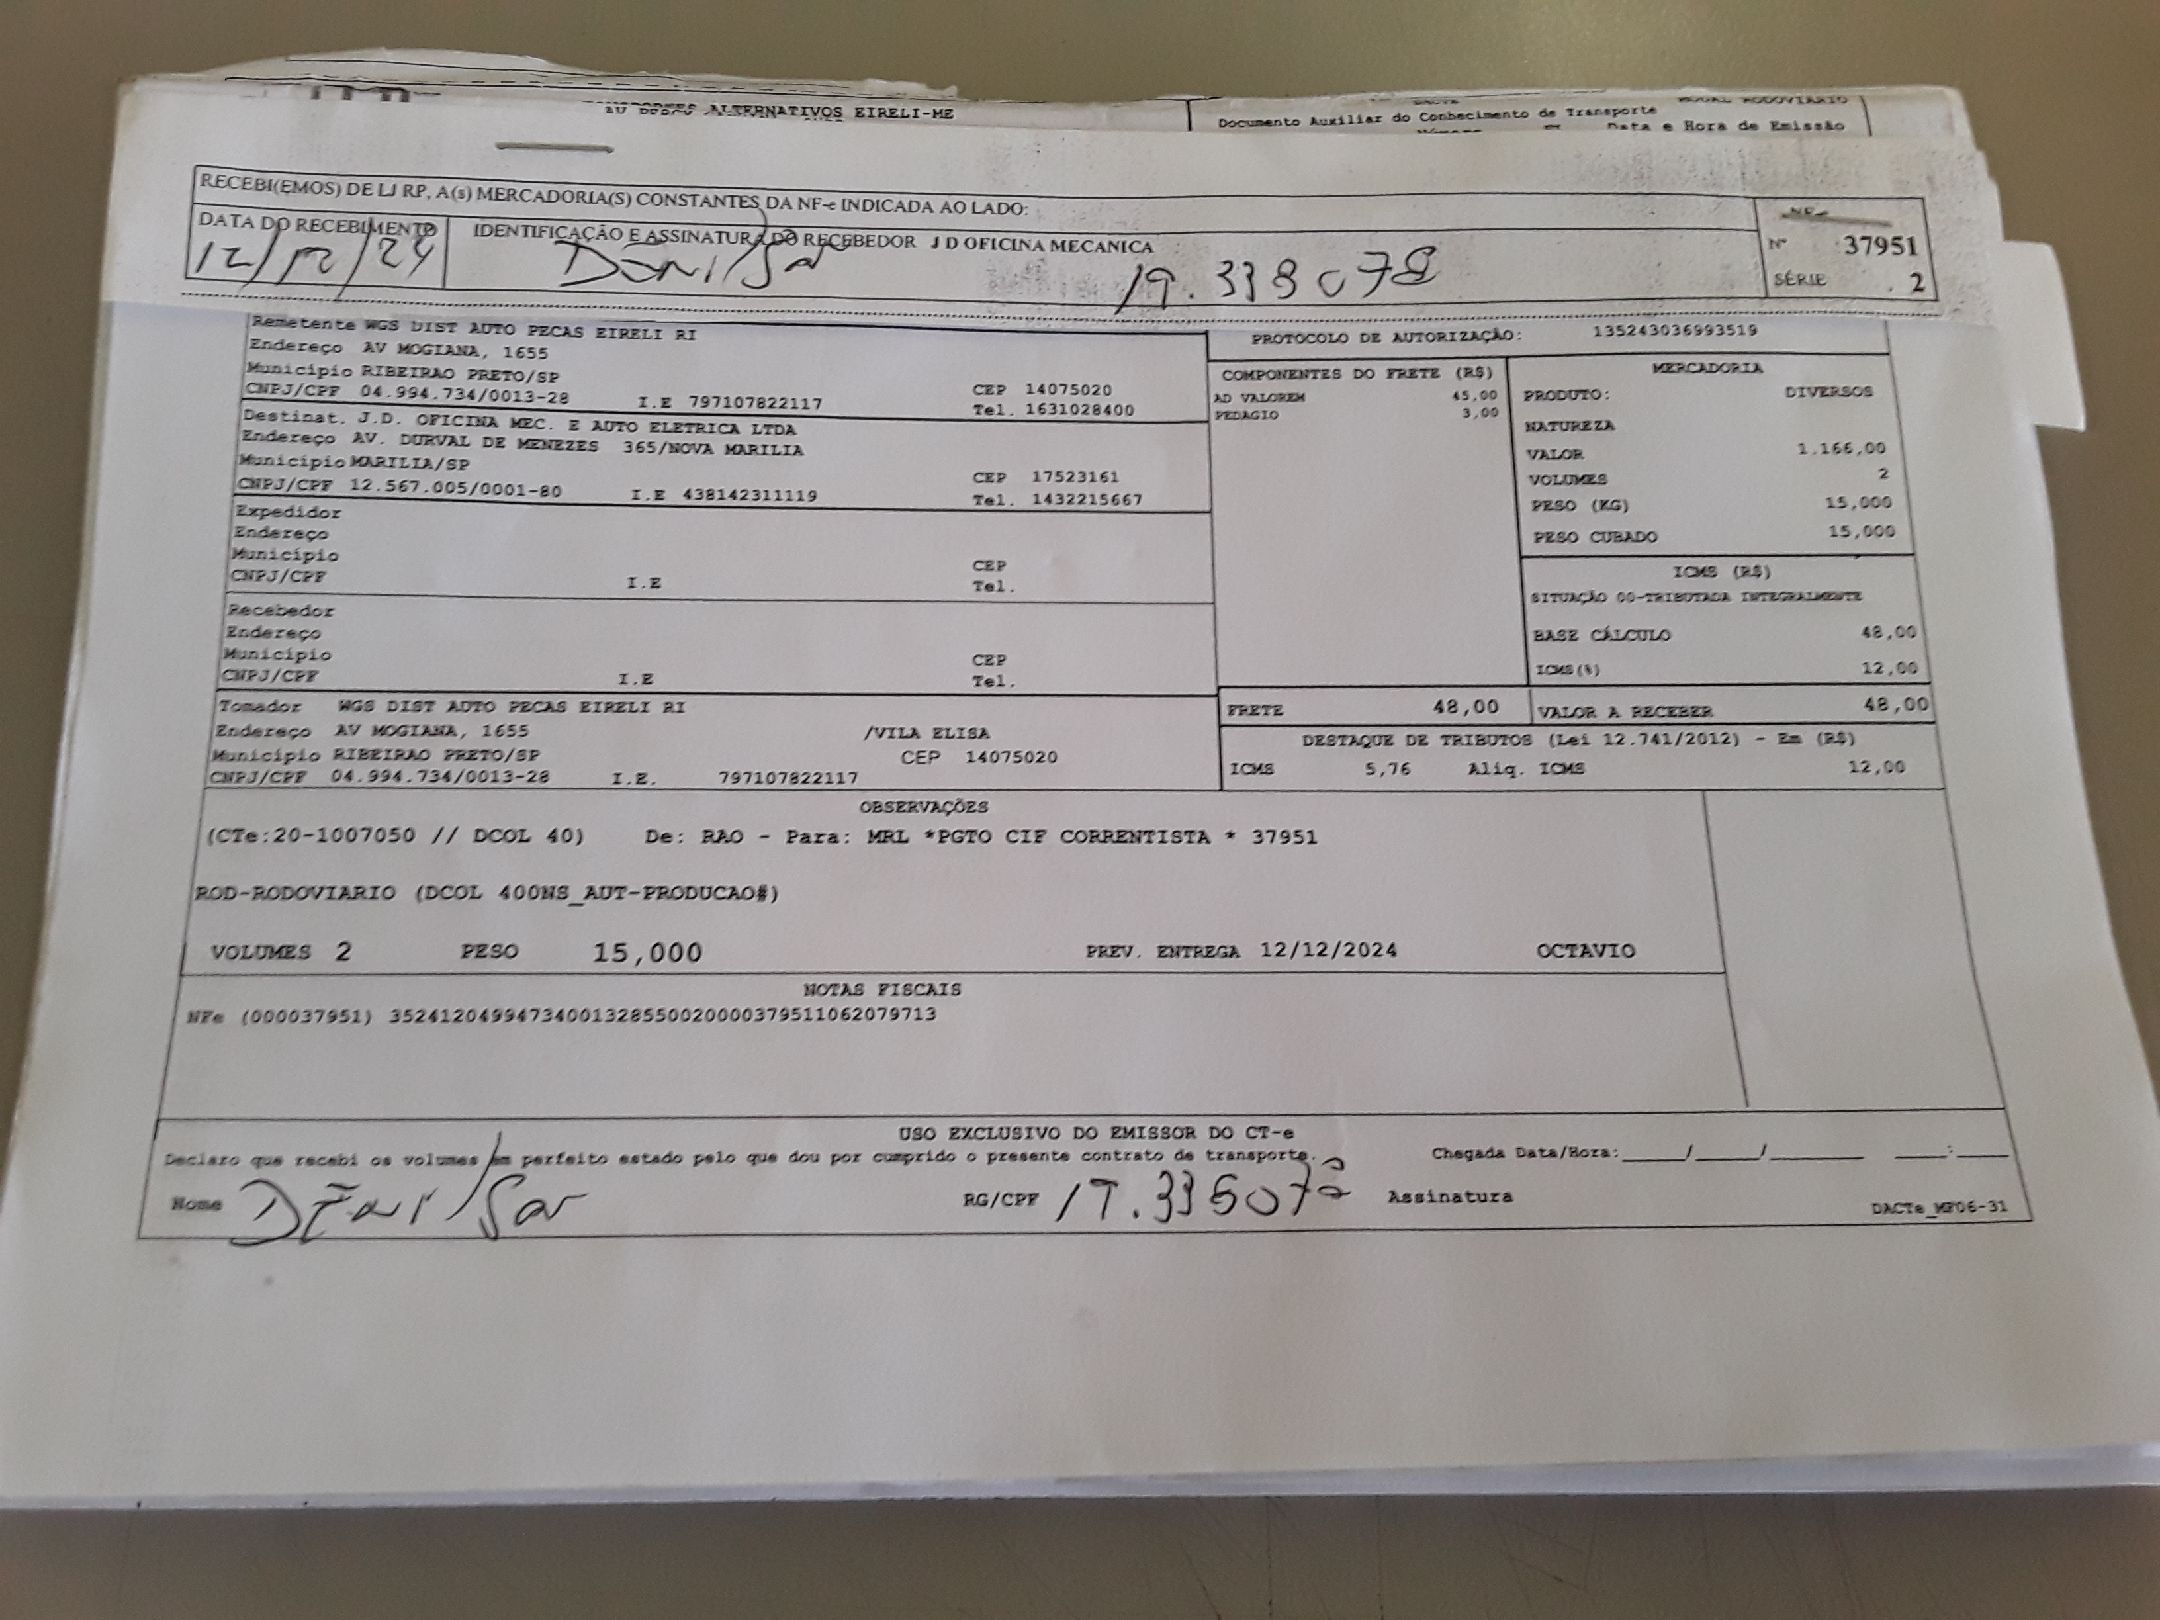 ALTERNATIVOS EIRELI-ME
MODAL RODOVIARIO
Documento Auxiliar do Conhecimento de Transporte
Data e Hora de Emissão
RECEBI(EMOS) DE LJ RP, A(s) MERCADORIA(S) CONSTANTES DA NF-e INDICADA AO LADO:
DATA DO RECEBIMENTO
12/12/24
IDENTIFICAÇÃO E ASSINATURA DO RECEBEDOR J D OFICINA MECANICA
NF-e
Nº 37951
SÉRIE 2
Remetente WGS DIST AUTO PECAS EIRELI RI
Endereço AV MOGIANA, 1655
Município RIBEIRAO PRETO/SP CEP 14075020
CNPJ/CPF 04.994.734/0013-28 I.E 797107822117 Tel. 1631028400
Destinat. J.D. OFICINA MEC. E AUTO ELETRICA LTDA
Endereço AV. DURVAL DE MENEZES 365/NOVA MARILIA
Município MARILIA/SP CEP 17523161
CNPJ/CPF 12.567.005/0001-80 I.E 438142311119 Tel. 1432215667
Expedidor
Endereço
Município CEP
CNPJ/CPF I.E Tel.
Recebedor
Endereço
Município CEP
CNPJ/CPF I.E Tel.
Tomador WGS DIST AUTO PECAS EIRELI RI
Endereço AV MOGIANA, 1655 /VILA ELISA
Município RIBEIRAO PRETO/SP CEP 14075020
CNPJ/CPF 04.994.734/0013-28 I.E. 797107822117
PROTOCOLO DE AUTORIZAÇÃO: 135243036993519
COMPONENTES DO FRETE (R$)
AD VALOREM 45,00
PEDAGIO 3,00
MERCADORIA
PRODUTO: DIVERSOS
NATUREZA
VALOR 1.166,00
VOLUMES 2
PESO (KG) 15,000
PESO CUBADO 15,000
ICMS (R$)
SITUAÇÃO 00-TRIBUTADA INTEGRALMENTE
BASE CÁLCULO 48,00
ICMS(%) 12,00
FRETE 48,00 VALOR A RECEBER 48,00
DESTAQUE DE TRIBUTOS (Lei 12.741/2012) - Em (R$)
ICMS 5,76 Aliq. ICMS 12,00
OBSERVAÇÕES
(CTe:20-1007050 // DCOL 40) De: RAO - Para: MRL *PGTO CIF CORRENTISTA * 37951
ROD-RODOVIARIO (DCOL 400NS_AUT-PRODUCAO#)
VOLUMES 2 PESO 15,000 PREV. ENTREGA 12/12/2024 OCTAVIO
NOTAS FISCAIS
NFe (000037951) 35241204994734001328550020000379511062079713
USO EXCLUSIVO DO EMISSOR DO CT-e
Declaro que recebi os volumes em perfeito estado pelo que dou por cumprido o presente contrato de transporte. Chegada Data/Hora:_____/_____/________ ____:____
Nome RG/CPF Assinatura
DACTe_MF06-31